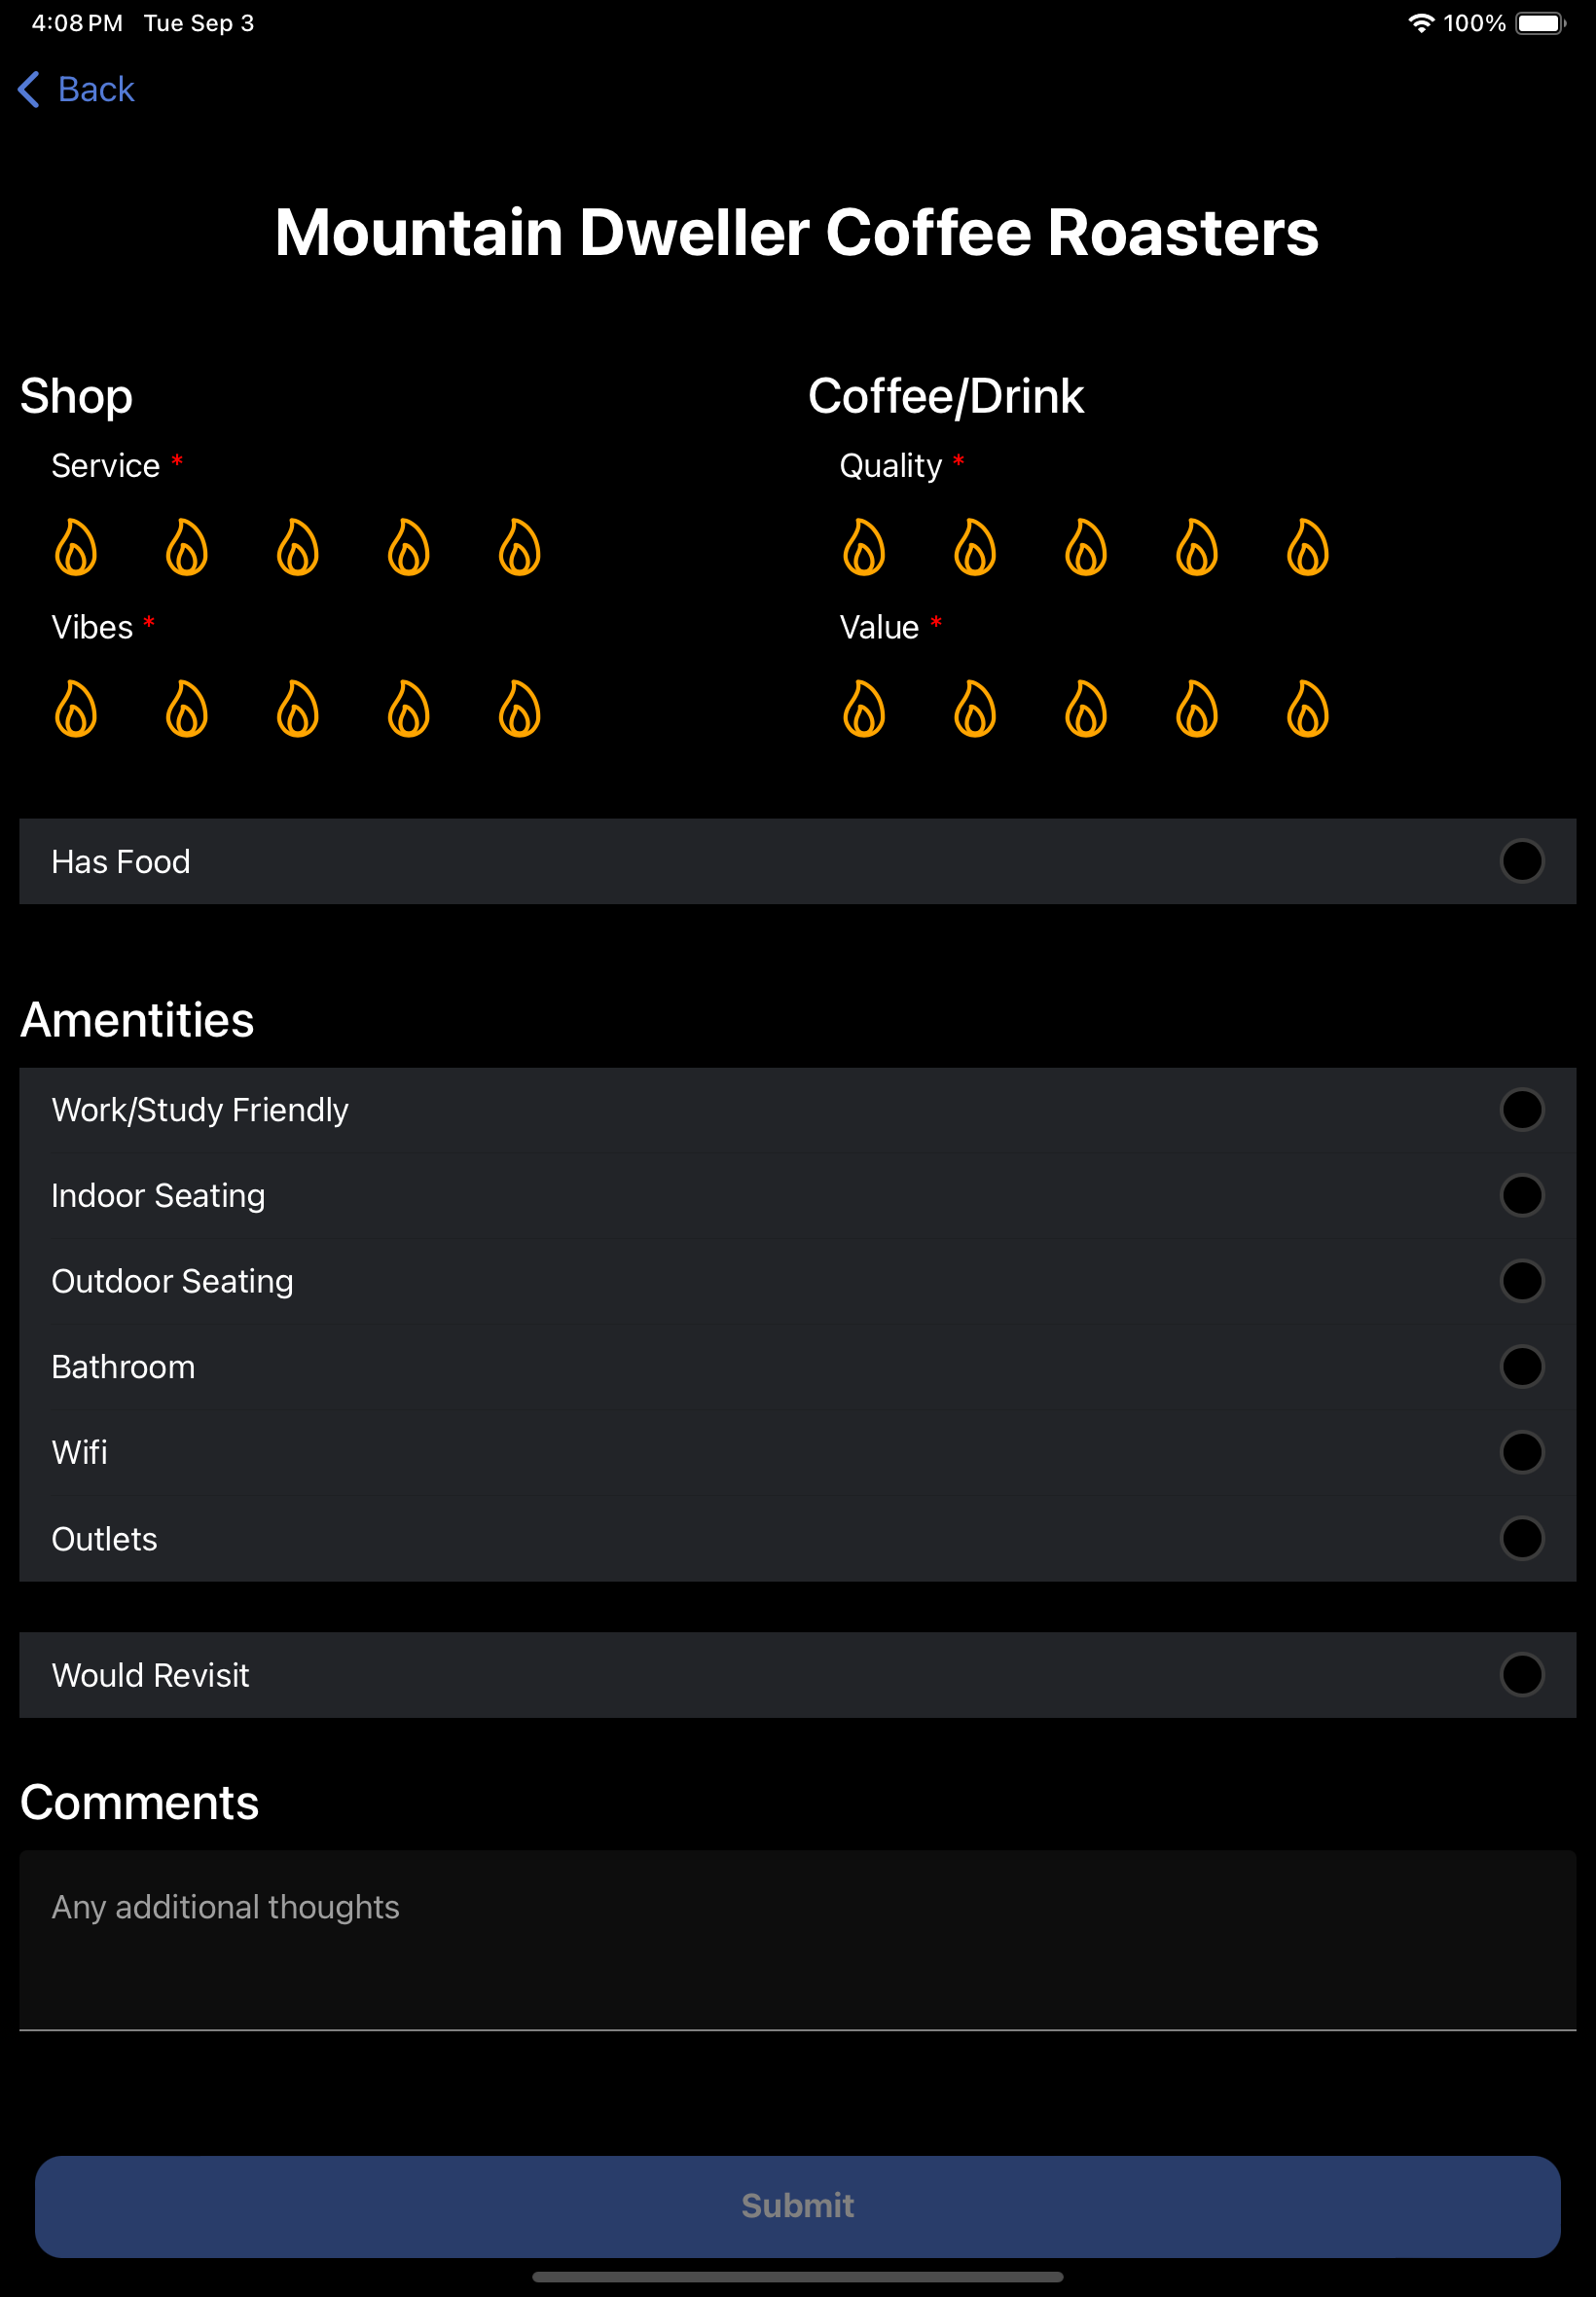 4:08 PM Tue Sep 3 100%
Back
Mountain Dweller Coffee Roasters
Shop
Service *
Vibes *
Coffee/Drink
Quality *
Value *
Has Food
Amentities
Work/Study Friendly
Indoor Seating
Outdoor Seating
Bathroom
Wifi
Outlets
Would Revisit
Comments
Any additional thoughts
Submit